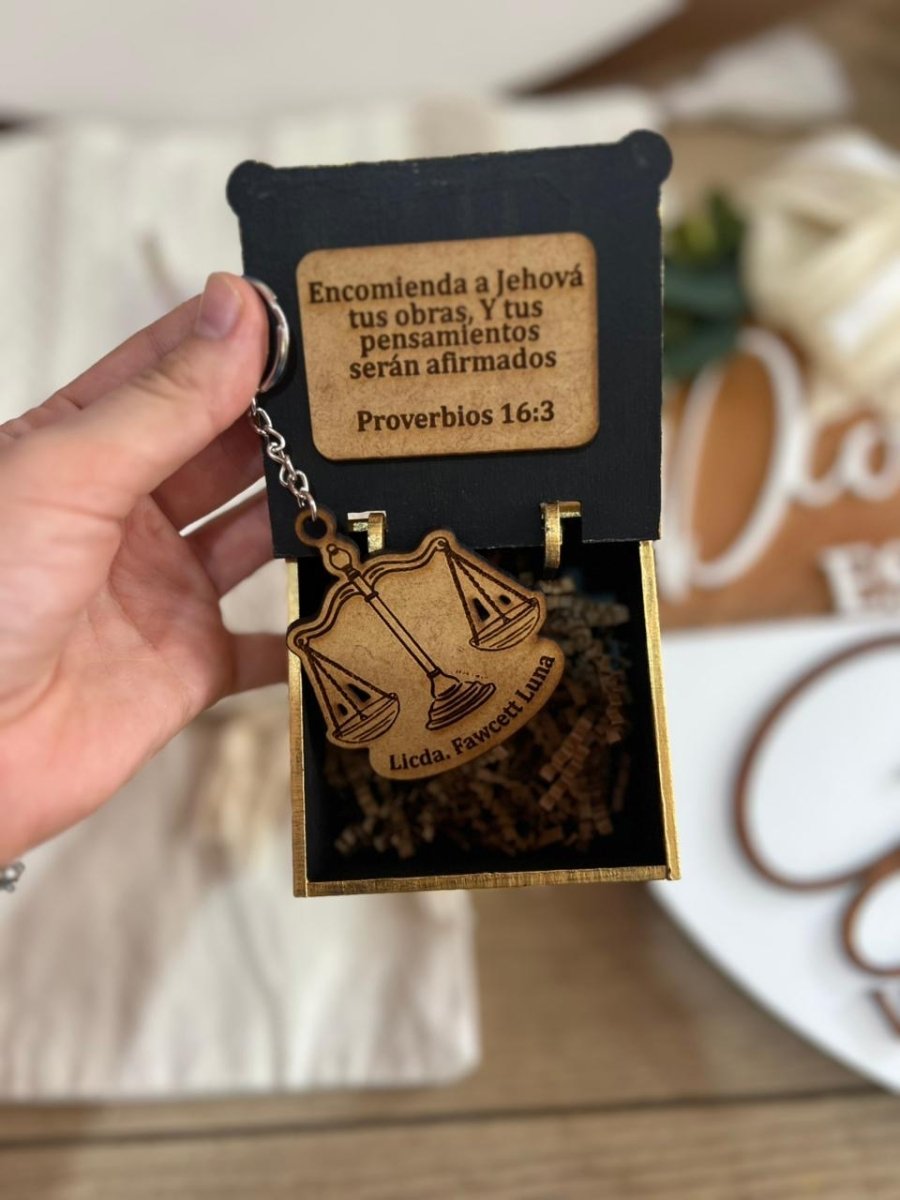 Encomienda a Jehová
tus obras, Y tus
pensamientos
serán afirmados
Proverbios 16:3
Licda. Fawcett Luna